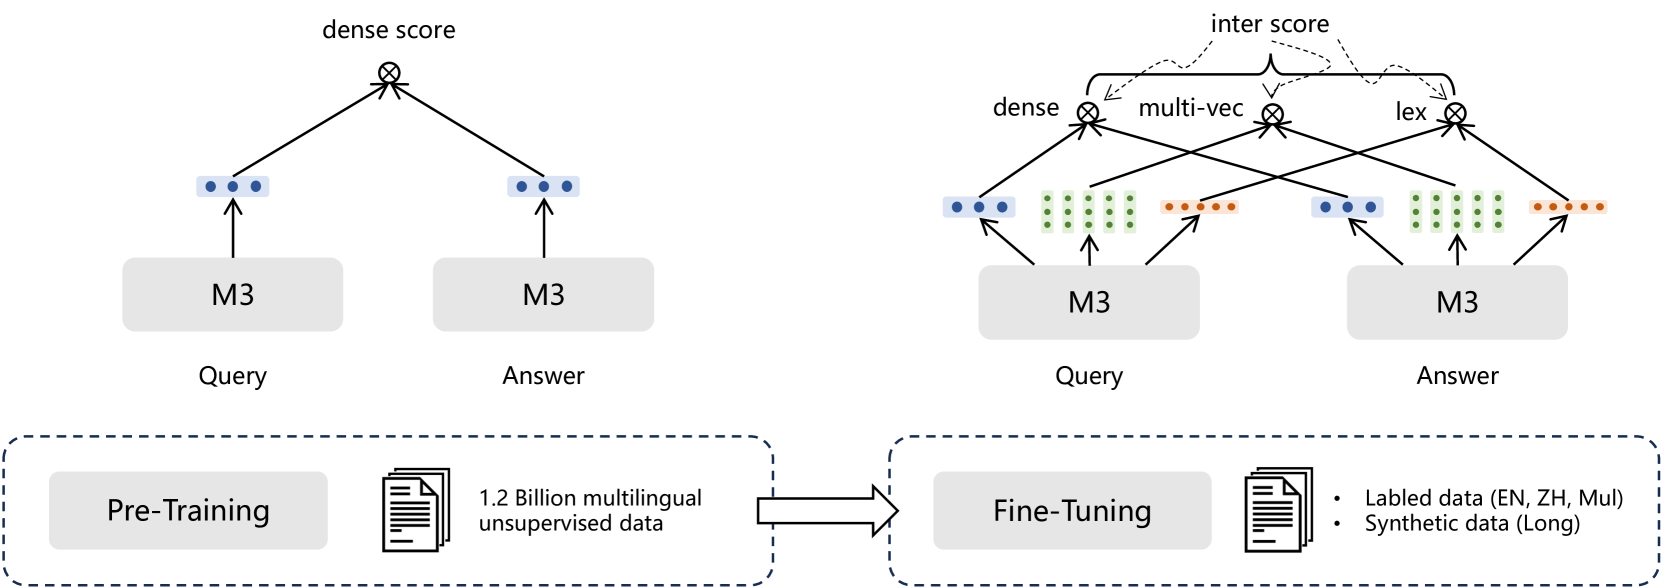 dense score
M3
M3
Query
Answer
inter score
dense
multi-vec
lex
M3
M3
Query
Answer
Pre-Training
1.2 Billion multilingual
unsupervised data
Fine-Tuning
• Labled data (EN, ZH, Mul)
• Synthetic data (Long)